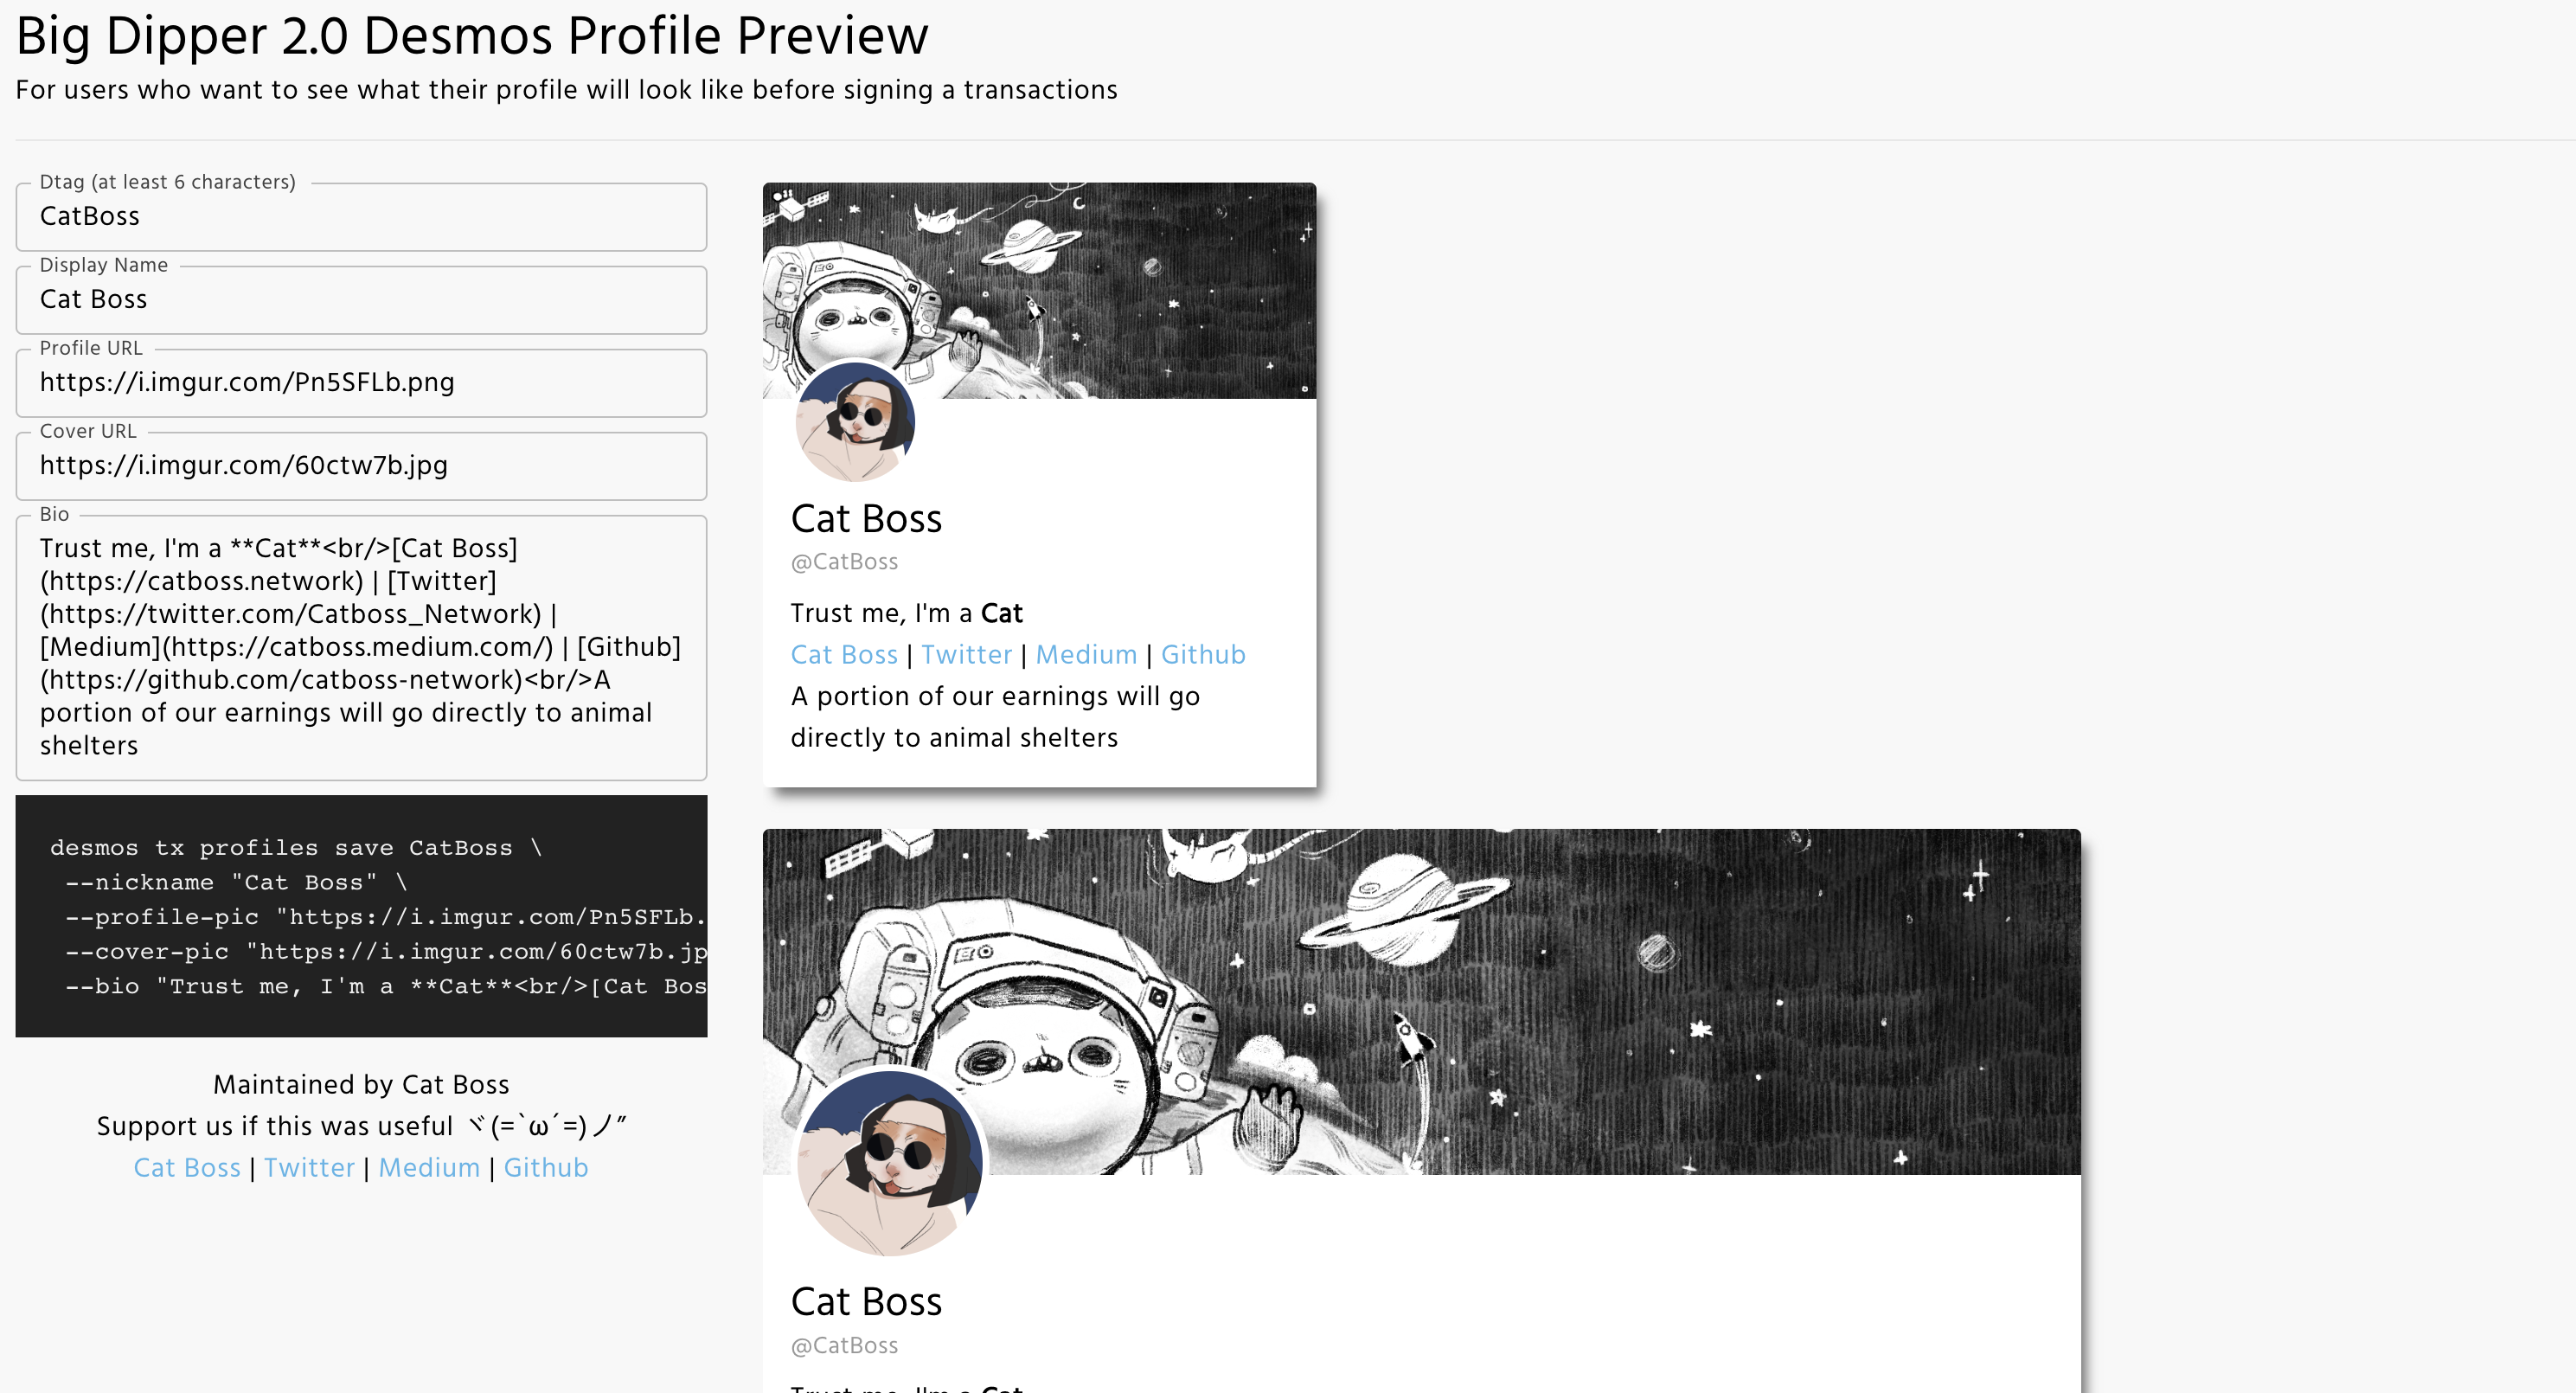 Big Dipper 2.0 Desmos Profile Preview
For users who want to see what their profile will look like before signing a transactions
Dtag (at least 6 characters)
CatBoss
Display Name
Cat Boss
Profile URL
https://i.imgur.com/Pn5SFLb.png
Cover URL
https://i.imgur.com/60ctw7b.jpg
Bio
Trust me, I'm a **Cat**<br/>[Cat Boss]
(https://catboss.network) | [Twitter]
(https://twitter.com/Catboss_Network) |
[Medium](https://catboss.medium.com/) | [Github]
(https://github.com/catboss-network)<br/>A
portion of our earnings will go directly to animal
shelters
desmos tx profiles save CatBoss \
--nickname "Cat Boss" \
--profile-pic "https://i.imgur.com/Pn5SFLb.
--cover-pic "https://i.imgur.com/60ctw7b.jp
--bio "Trust me, I'm a **Cat**<br/>[Cat Bos
Maintained by Cat Boss
Support us if this was useful ヾ(=`ω´=)ノ”
Cat Boss | Twitter | Medium | Github
Cat Boss
@CatBoss
Trust me, I'm a Cat
Cat Boss | Twitter | Medium | Github
A portion of our earnings will go
directly to animal shelters
Cat Boss
@CatBoss
Trust me, I'm a Cat